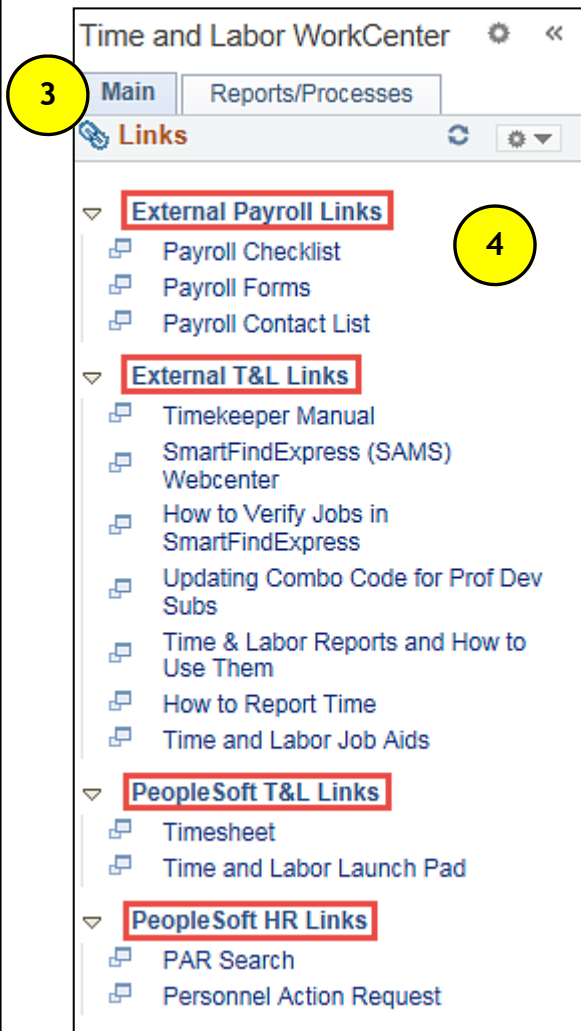 Time and Labor WorkCenter
3
Main
Reports/Processes
Links
External Payroll Links
4
Payroll Checklist
Payroll Forms
Payroll Contact List
External T&L Links
Timekeeper Manual
SmartFindExpress (SAMS)
Webcenter
How to Verify Jobs in
SmartFindExpress
Updating Combo Code for Prof Dev
Subs
Time & Labor Reports and How to
Use Them
How to Report Time
Time and Labor Job Aids
PeopleSoft T&L Links
Timesheet
Time and Labor Launch Pad
PeopleSoft HR Links
PAR Search
Personnel Action Request